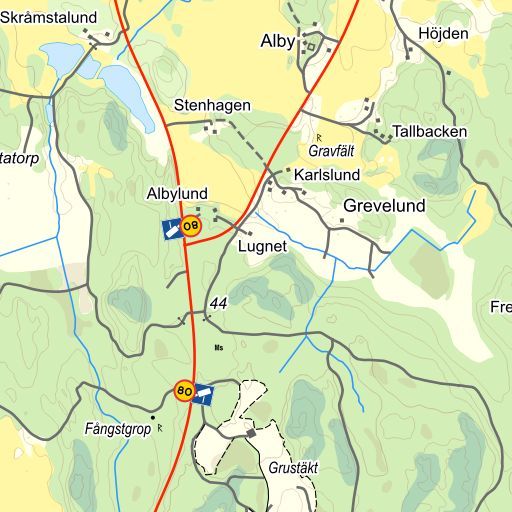 Skråmstalund
Alby
Höjden
Stenhagen
Tallbacken
R
Gravfält
tatorp
Karlslund
Albylund
Grevelund
80
Lugnet
44
Fre
Ms
80
Fångstgrop
R
Grustäkt